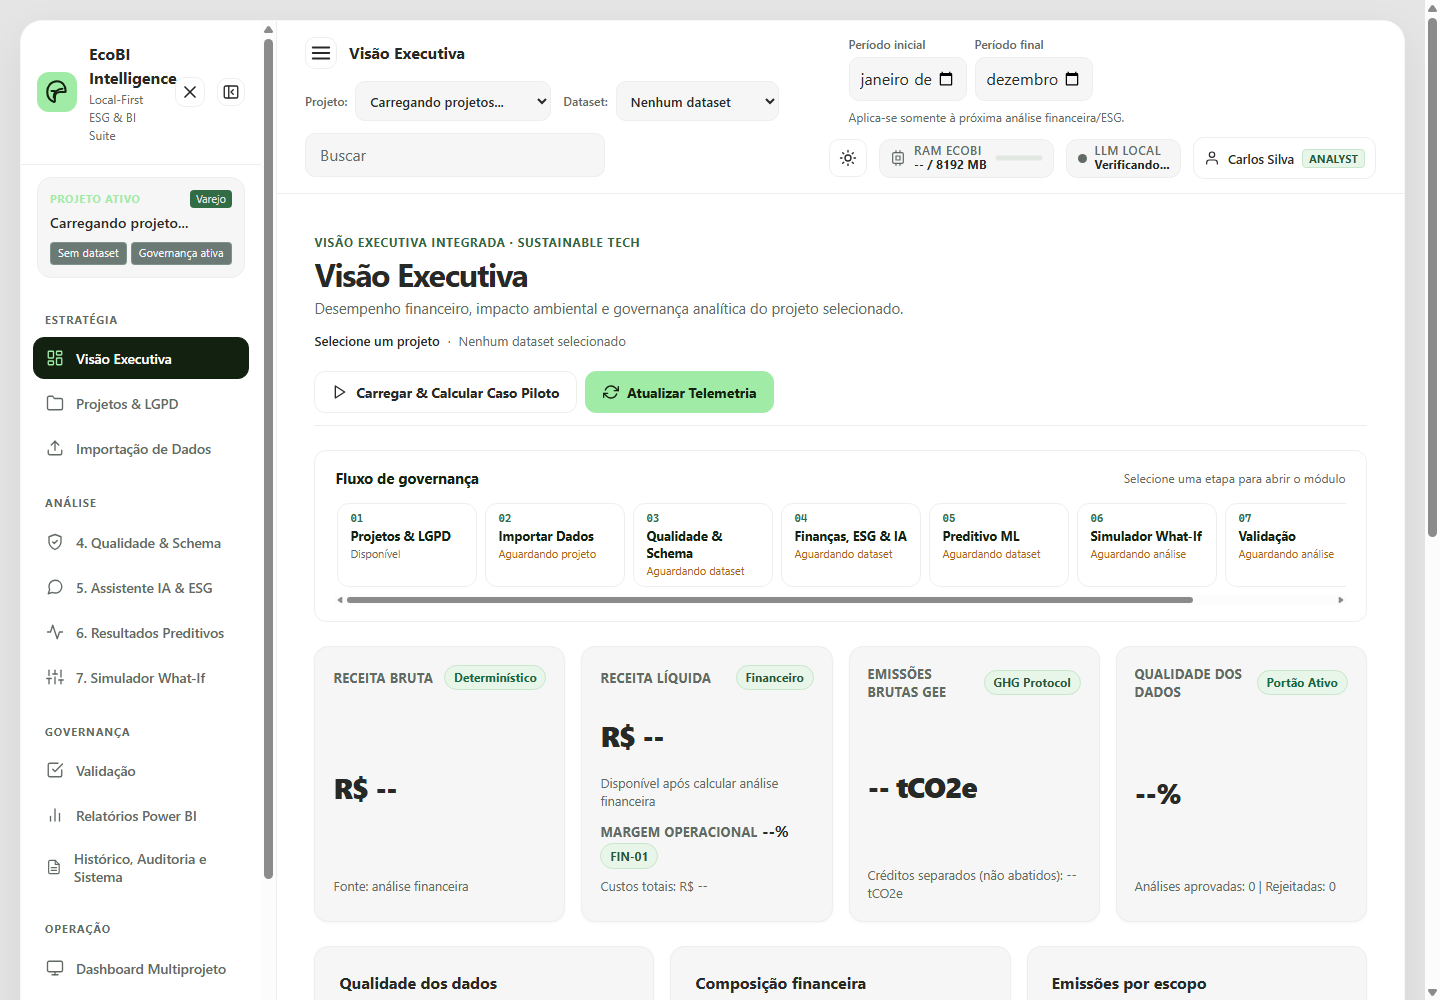 EcoBI
Intelligence
Local-First
ESG & BI
Suite
PROJETO ATIVO
Varejo
Carregando projeto...
Sem dataset
Governança ativa
ESTRATÉGIA
Visão Executiva
Projetos & LGPD
Importação de Dados
ANÁLISE
4. Qualidade & Schema
5. Assistente IA & ESG
6. Resultados Preditivos
7. Simulador What-If
GOVERNANÇA
Validação
Relatórios Power BI
Histórico, Auditoria e
Sistema
OPERAÇÃO
Dashboard Multiprojeto
Visão Executiva
Projeto:
Carregando projetos...
Dataset:
Nenhum dataset
Período inicial
janeiro de
Período final
dezembro
Aplica-se somente à próxima análise financeira/ESG.
Buscar
RAM ECOBI
-- / 8192 MB
LLM LOCAL
Verificando...
Carlos Silva
ANALYST
VISÃO EXECUTIVA INTEGRADA · SUSTAINABLE TECH
Visão Executiva
Desempenho financeiro, impacto ambiental e governança analítica do projeto selecionado.
Selecione um projeto · Nenhum dataset selecionado
Carregar & Calcular Caso Piloto
Atualizar Telemetria
Fluxo de governança
Selecione uma etapa para abrir o módulo
01
Projetos & LGPD
Disponível
02
Importar Dados
Aguardando projeto
03
Qualidade &
Schema
Aguardando dataset
04
Finanças, ESG & IA
Aguardando dataset
05
Preditivo ML
Aguardando dataset
06
Simulador What-If
Aguardando análise
07
Validação
Aguardando análise
RECEITA BRUTA
Determinístico
R$ --
Fonte: análise financeira
RECEITA LÍQUIDA
Financeiro
R$ --
Disponível após calcular análise
financeira
MARGEM OPERACIONAL --%
FIN-01
Custos totais: R$ --
EMISSÕES
BRUTAS GEE
GHG Protocol
-- tCO2e
Créditos separados (não abatidos): --
tCO2e
QUALIDADE DOS
DADOS
Portão Ativo
--%
Análises aprovadas: 0 | Rejeitadas: 0
Qualidade dos dados
Composição financeira
Emissões por escopo